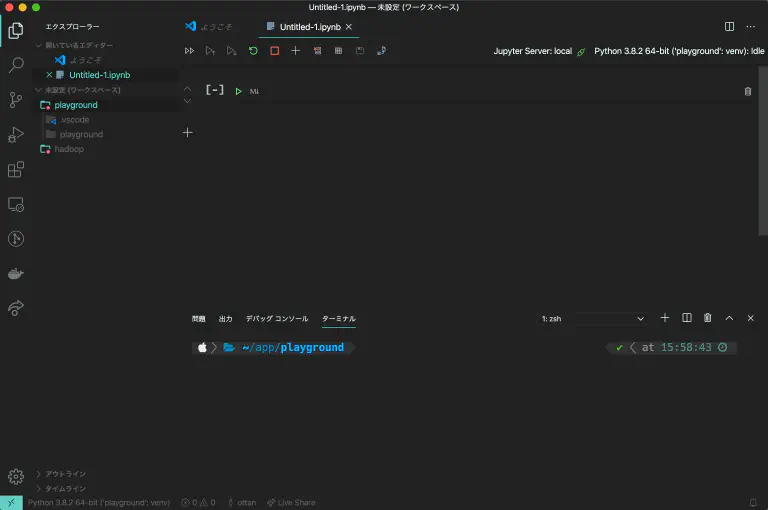 Untitled-1.ipynb — 未設定 (ワークスペース)
エクスプローラー
ようこそ
Untitled-1.ipynb
開いているエディター
ようこそ
Untitled-1.ipynb
未設定 (ワークスペース)
playground
.vscode
playground
hadoop
Jupyter Server: local
Python 3.8.2 64-bit ('playground': venv): Idle
[-]
M↓
問題
出力
デバッグ コンソール
ターミナル
1: zsh
~/app/playground
at 15:58:43
アウトライン
タイムライン
Python 3.8.2 64-bit ('playground': venv)
0
0
ottan
Live Share